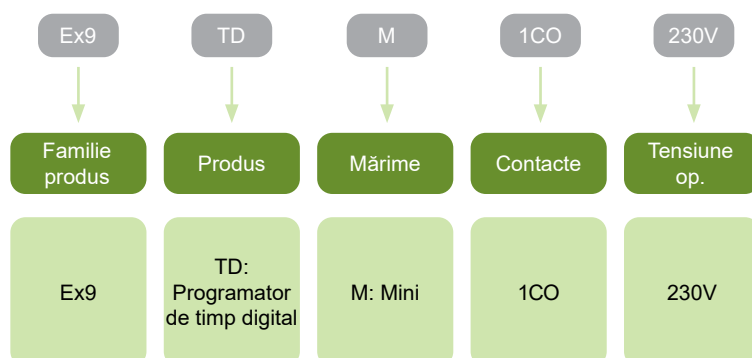 Ex9 TD M 1CO 230V
Familie
produs
Produs
Mărime
Contacte
Tensiune
op.
Ex9
TD:
Programator
de timp digital
M: Mini
1CO
230V